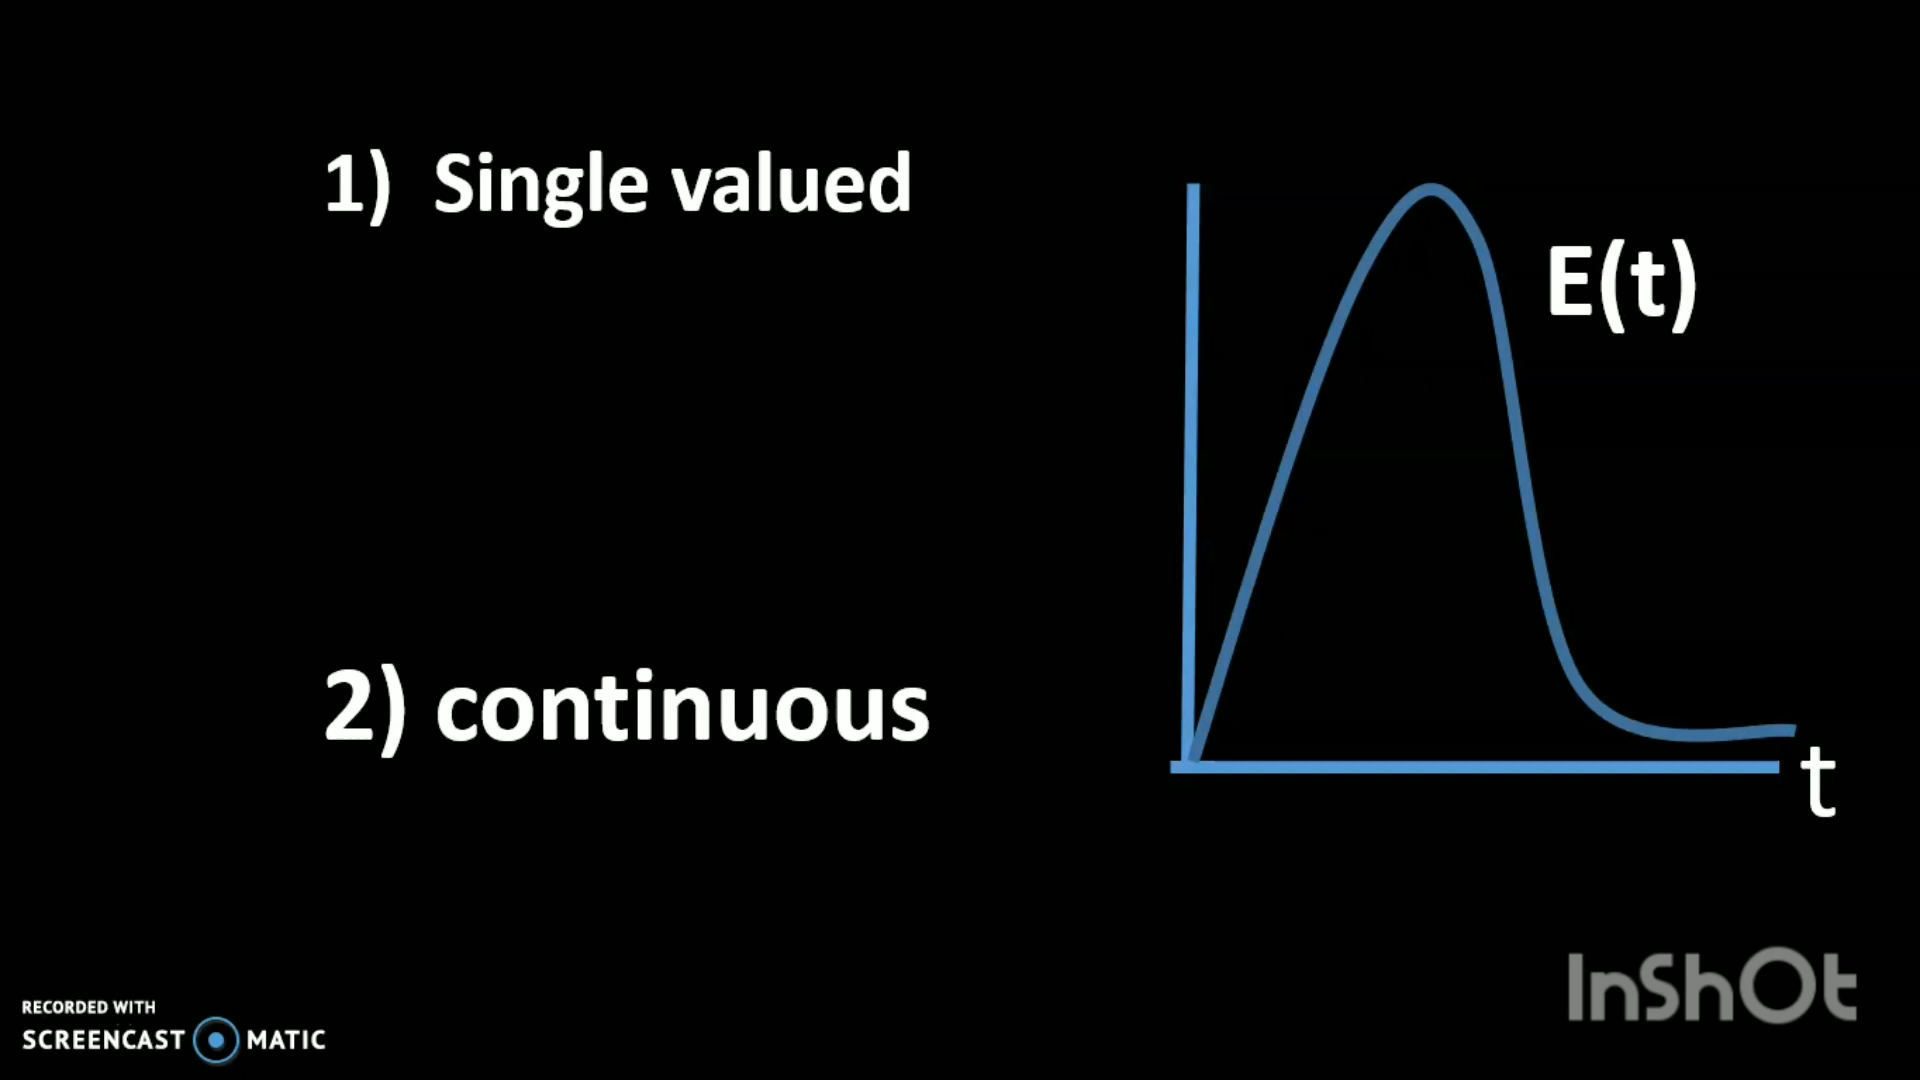 1) Single valued
E(t)
2) continuous
t
InShOt
RECORDED WITH
SCREENCAST MATIC